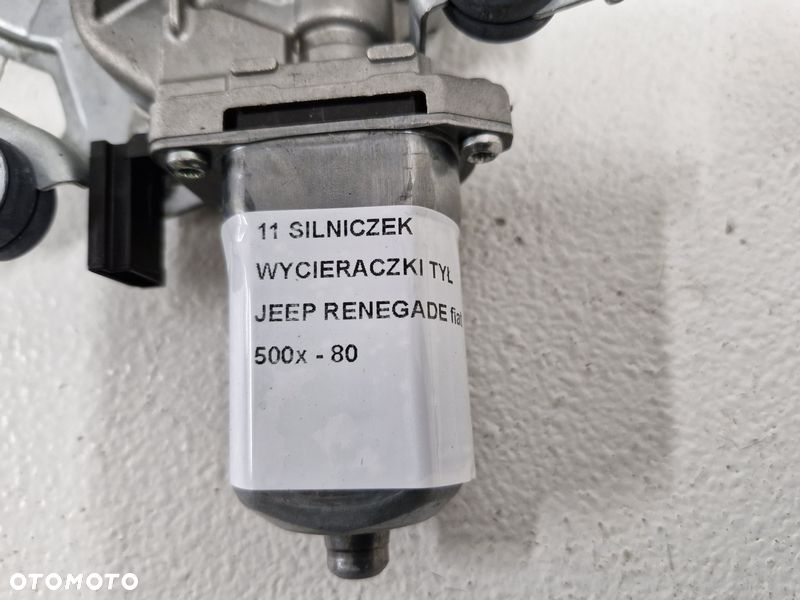 11 SILNICZEK
WYCIERACZKI TYŁ
JEEP RENEGADE fiat
500x - 80
OTOMOTO